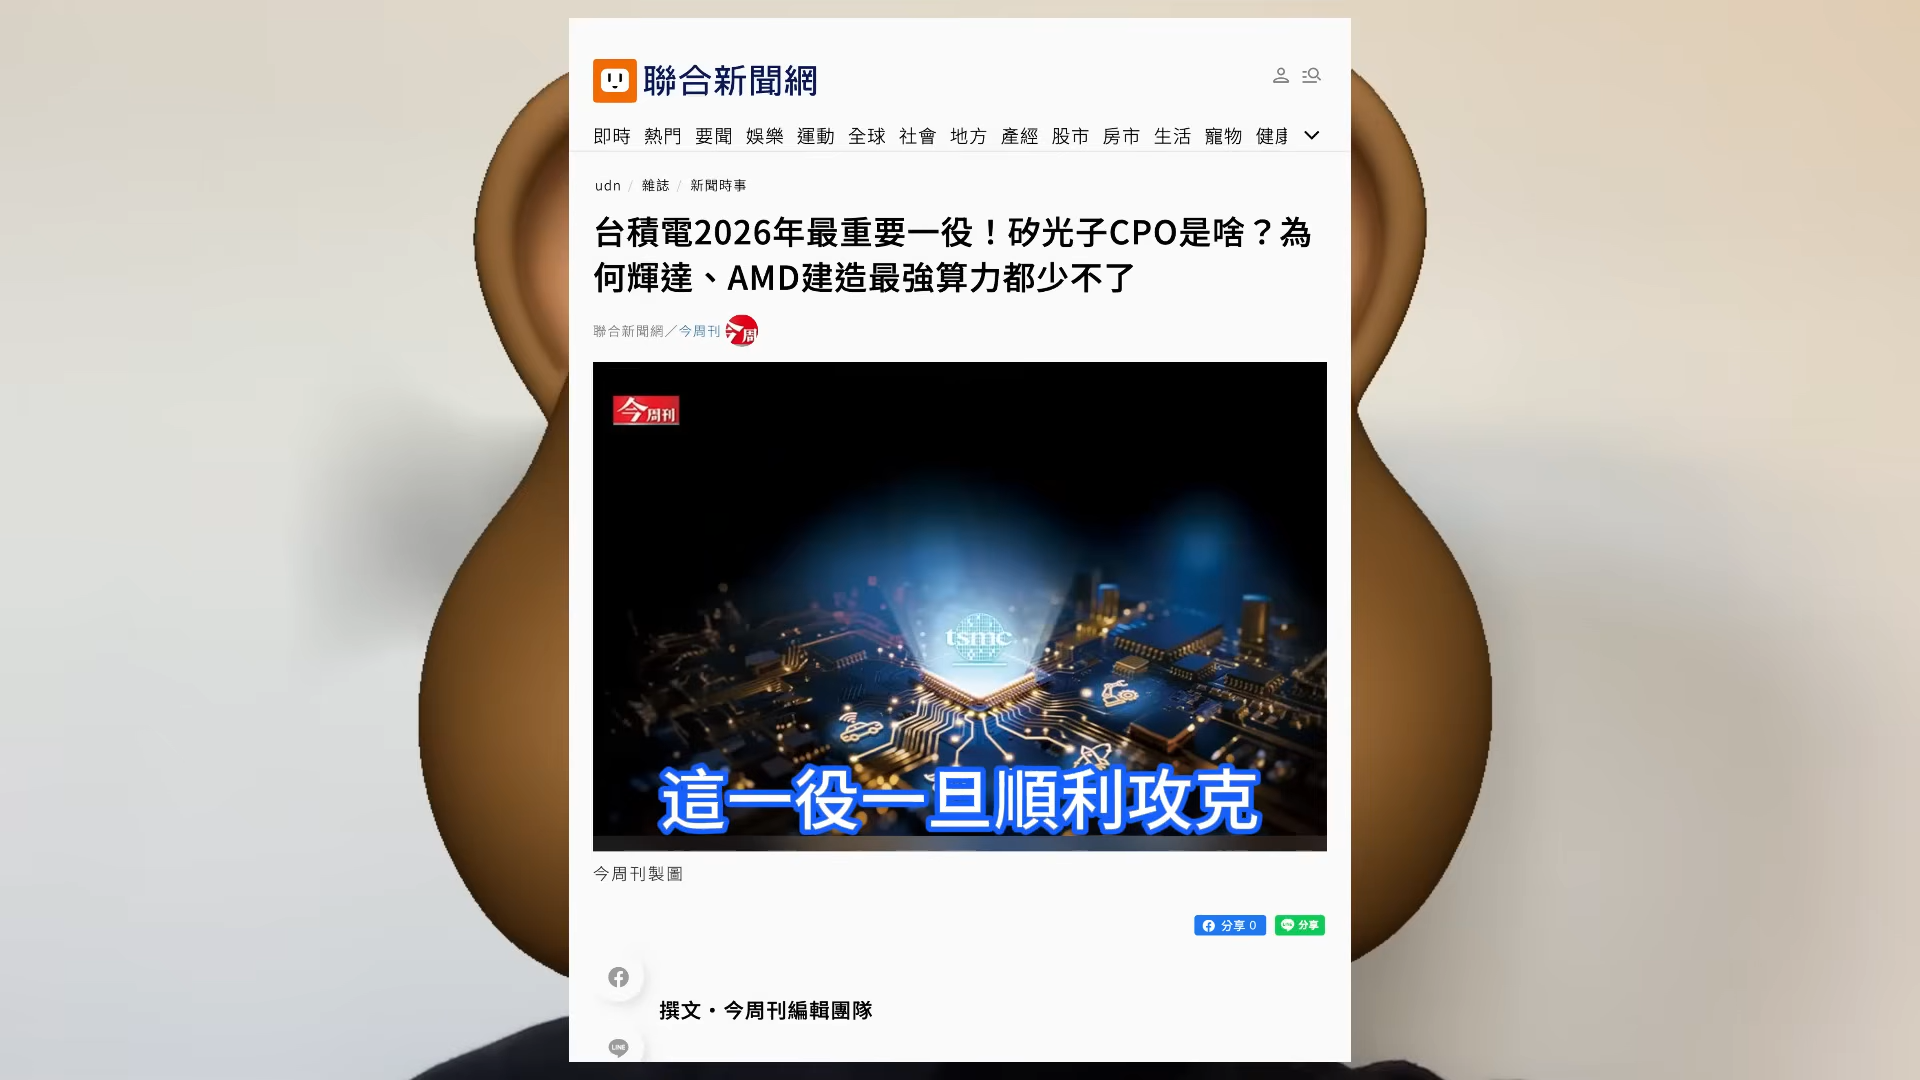 聯合新聞網
即時 熱門 要聞 娛樂 運動 全球 社會 地方 產經 股市 房市 生活 寵物 健康
udn / 雜誌 / 新聞時事
台積電2026年最重要一役！矽光子CPO是啥？為
何輝達、AMD建造最強算力都少不了
聯合新聞網／今周刊
今周
今周刊
tsmc
這一役一旦順利攻克
今周刊製圖
分享 0
分享
撰文・今周刊編輯團隊
LINE